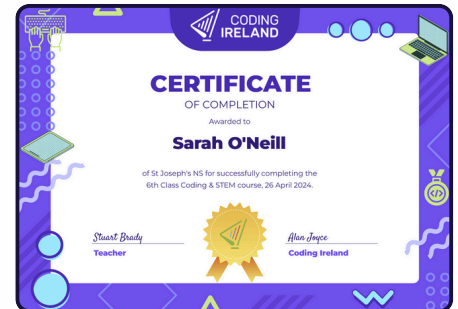 CODING
IRELAND
CERTIFICATE
OF COMPLETION
Awarded to
Sarah O'Neill
of St Joseph's NS for successfully completing the
6th Class Coding & STEM course, 26 April 2024.
Stuart Brady
Teacher
Alan Joyce
Coding Ireland